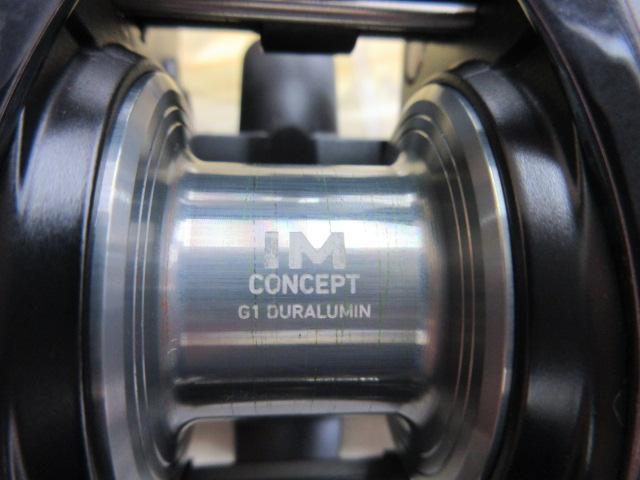 IM
CONCEPT
G1 DURALUMIN